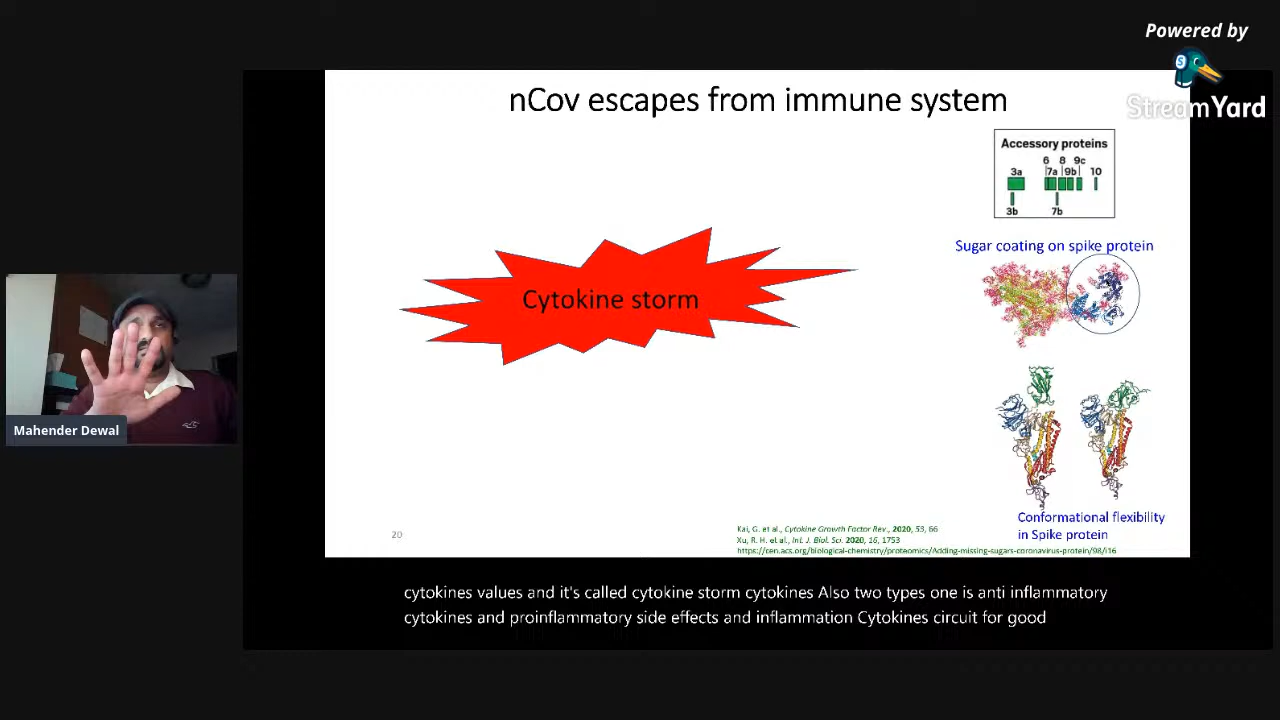 Powered by
StreamYard
nCov escapes from immune system
Accessory proteins
6 8 9c
3a 7a 9b 10
3b 7b
Sugar coating on spike protein
Cytokine storm
Mahender Dewal
Conformational flexibility
in Spike protein
20
Kai, G. et al., Cytokine Growth Factor Rev., 2020, 53, 66
Xu, R. H. et al., Int. J. Biol. Sci. 2020, 16, 1753
https://cen.acs.org/biological-chemistry/proteomics/Adding-missing-sugars-coronavirus-protein/98/i16
cytokines values and it's called cytokine storm cytokines Also two types one is anti inflammatory
cytokines and proinflammatory side effects and inflammation Cytokines circuit for good